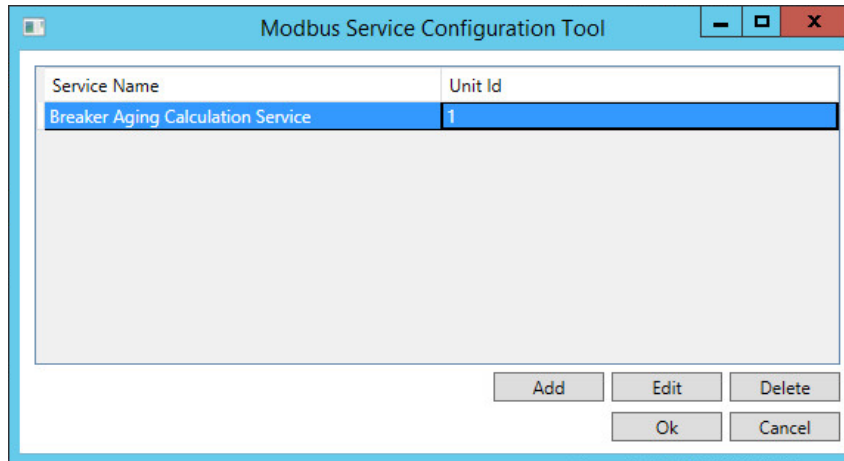 Modbus Service Configuration Tool
Service Name Unit Id
Breaker Aging Calculation Service 1
Add Edit Delete
Ok Cancel